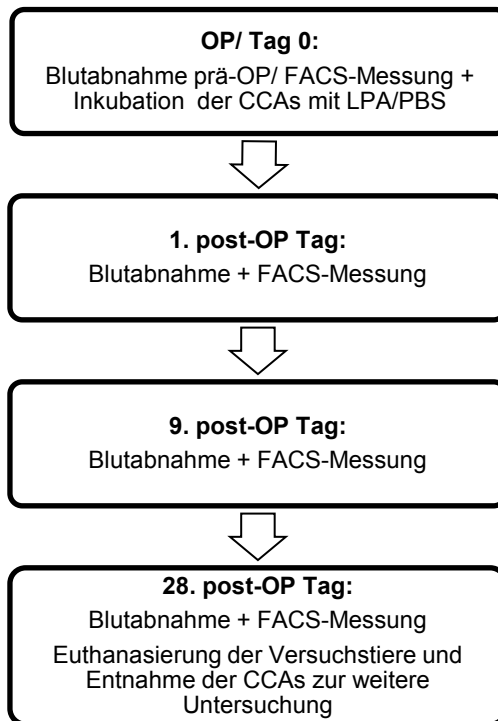 OP/ Tag 0:
Blutabnahme prä-OP/ FACS-Messung +
Inkubation der CCAs mit LPA/PBS
1. post-OP Tag:
Blutabnahme + FACS-Messung
9. post-OP Tag:
Blutabnahme + FACS-Messung
28. post-OP Tag:
Blutabnahme + FACS-Messung
Euthanasierung der Versuchstiere und
Entnahme der CCAs zur weitere
Untersuchung